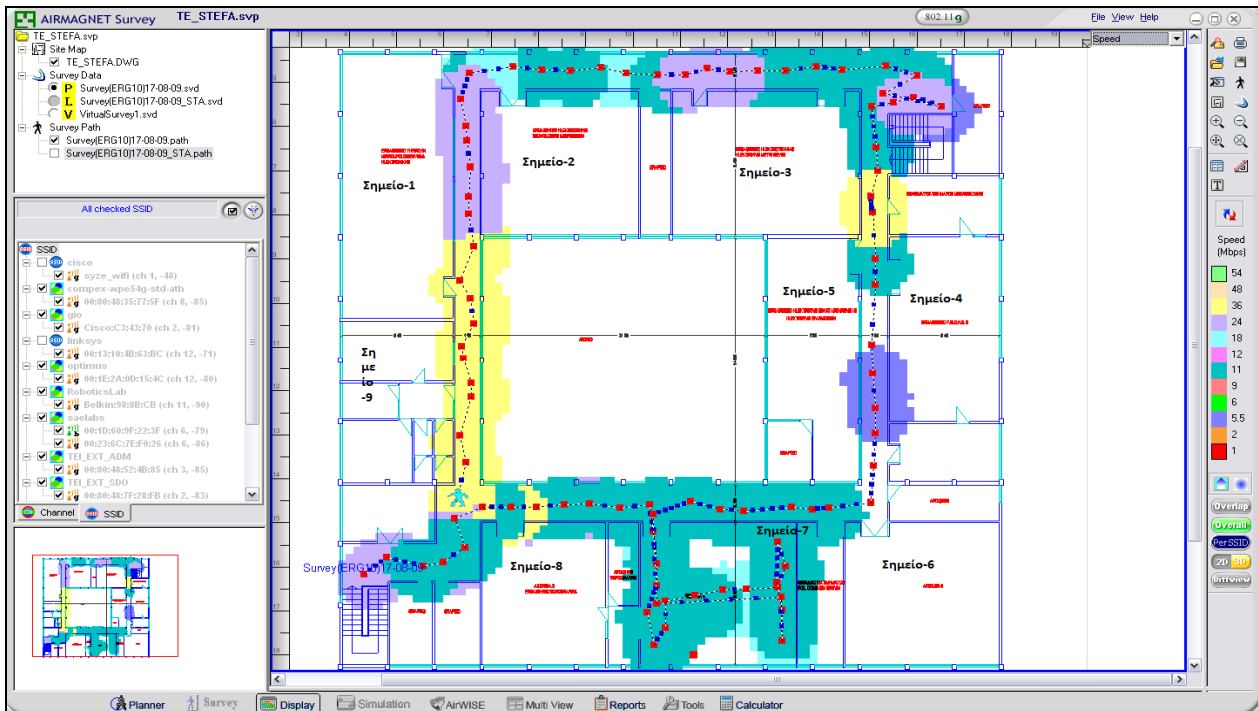 AIRMAGNET Survey
TE_STEFA.svp
802.11g
File View Help
TE_STEFA.svp
Site Map
TE_STEFA.DWG
Survey Data
P Survey(ERG10)17-08-09.svd
L Survey(ERG10)17-08-09_STA.svd
V VirtualSurvey1.svd
Survey Path
Survey(ERG10)17-08-09.path
Survey(ERG10)17-08-09_STA.path
All checked SSID
SSID
cisco
syze_wifi (ch 1, -48)
compex-wpe54g-std-ath
00:80:48:35:77:5F (ch 8, -85)
gio
Cisco:C3:43:70 (ch 2, -81)
linksys
00:13:10:4B:63:BC (ch 12, -71)
optimus
00:1E:2A:0D:15:4C (ch 12, -80)
RoboticsLab
Belkin:98:8B:CB (ch 11, -90)
saelabs
00:1D:60:9F:22:3F (ch 6, -79)
00:23:6C:7E:F0:26 (ch 6, -86)
TEI_EXT_ADM
00:80:48:52:4B:85 (ch 3, -85)
TEI_EXT_SDO
00:80:48:7F:28:FB (ch 2, -83)
Channel
SSID
Speed
Σημείο-1
Σημείο-2
Σημείο-3
Σημείο-4
Σημείο-5
Ση
με
ίο
-9
Σημείο-7
Σημείο-8
Σημείο-6
Survey(ERG10)17-08-09
Speed
(Mbps)
54
48
36
24
18
12
11
9
6
5.5
2
1
Overlap
Overall
Per SSID
2D 3D
Diffview
Planner
Survey
Display
Simulation
AirWISE
Multi View
Reports
Tools
Calculator